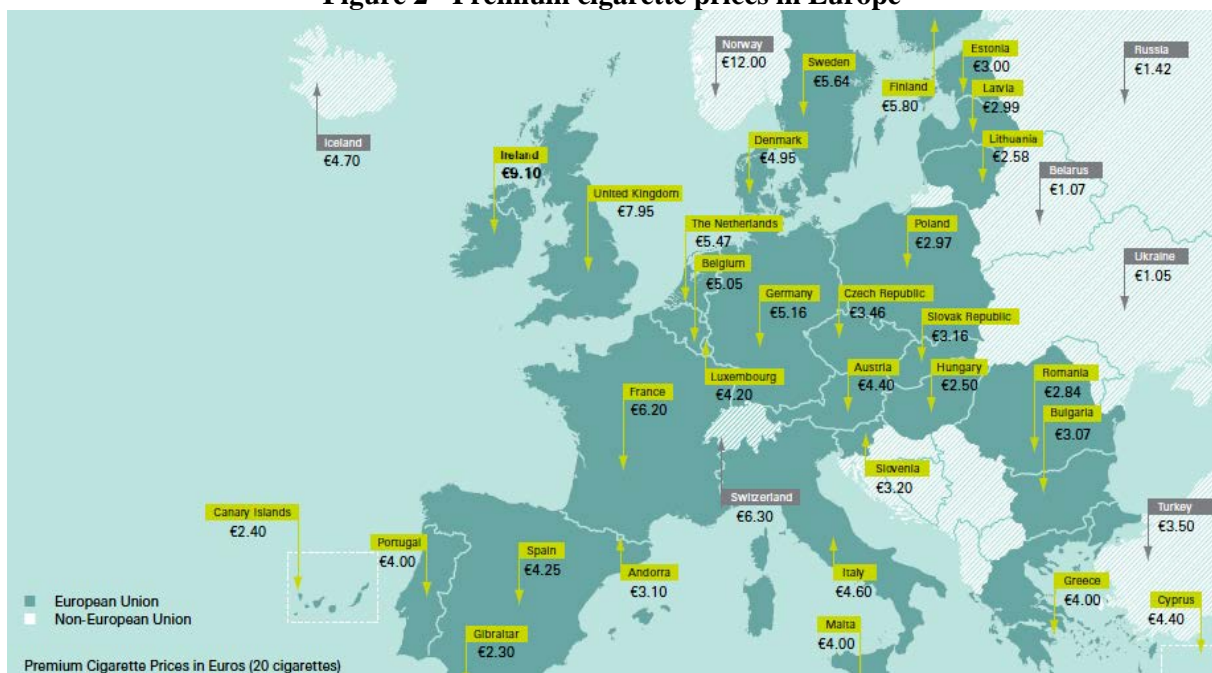 Figure 2 - Premium cigarette prices in Europe
Norway
€12.00
Sweden
€5.64
Finland
€5.80
Estonia
€3.00
Latvia
€2.99
Lithuania
€2.58
Russia
€1.42
Iceland
€4.70
Ireland
€9.10
United Kingdom
€7.95
Denmark
€4.95
Belarus
€1.07
The Netherlands
€5.47
Belgium
€5.05
Germany
€5.16
Poland
€2.97
Czech Republic
€3.46
Slovak Republic
€3.16
Ukraine
€1.05
Luxembourg
€4.20
France
€6.20
Austria
€4.40
Hungary
€2.50
Romania
€2.84
Bulgaria
€3.07
Slovenia
€3.20
Switzerland
€6.30
Turkey
€3.50
Canary Islands
€2.40
Portugal
€4.00
Spain
€4.25
Andorra
€3.10
Italy
€4.60
Greece
€4.00
Cyprus
€4.40
Gibraltar
€2.30
Malta
€4.00
European Union
Non-European Union
Premium Cigarette Prices in Euros (20 cigarettes)